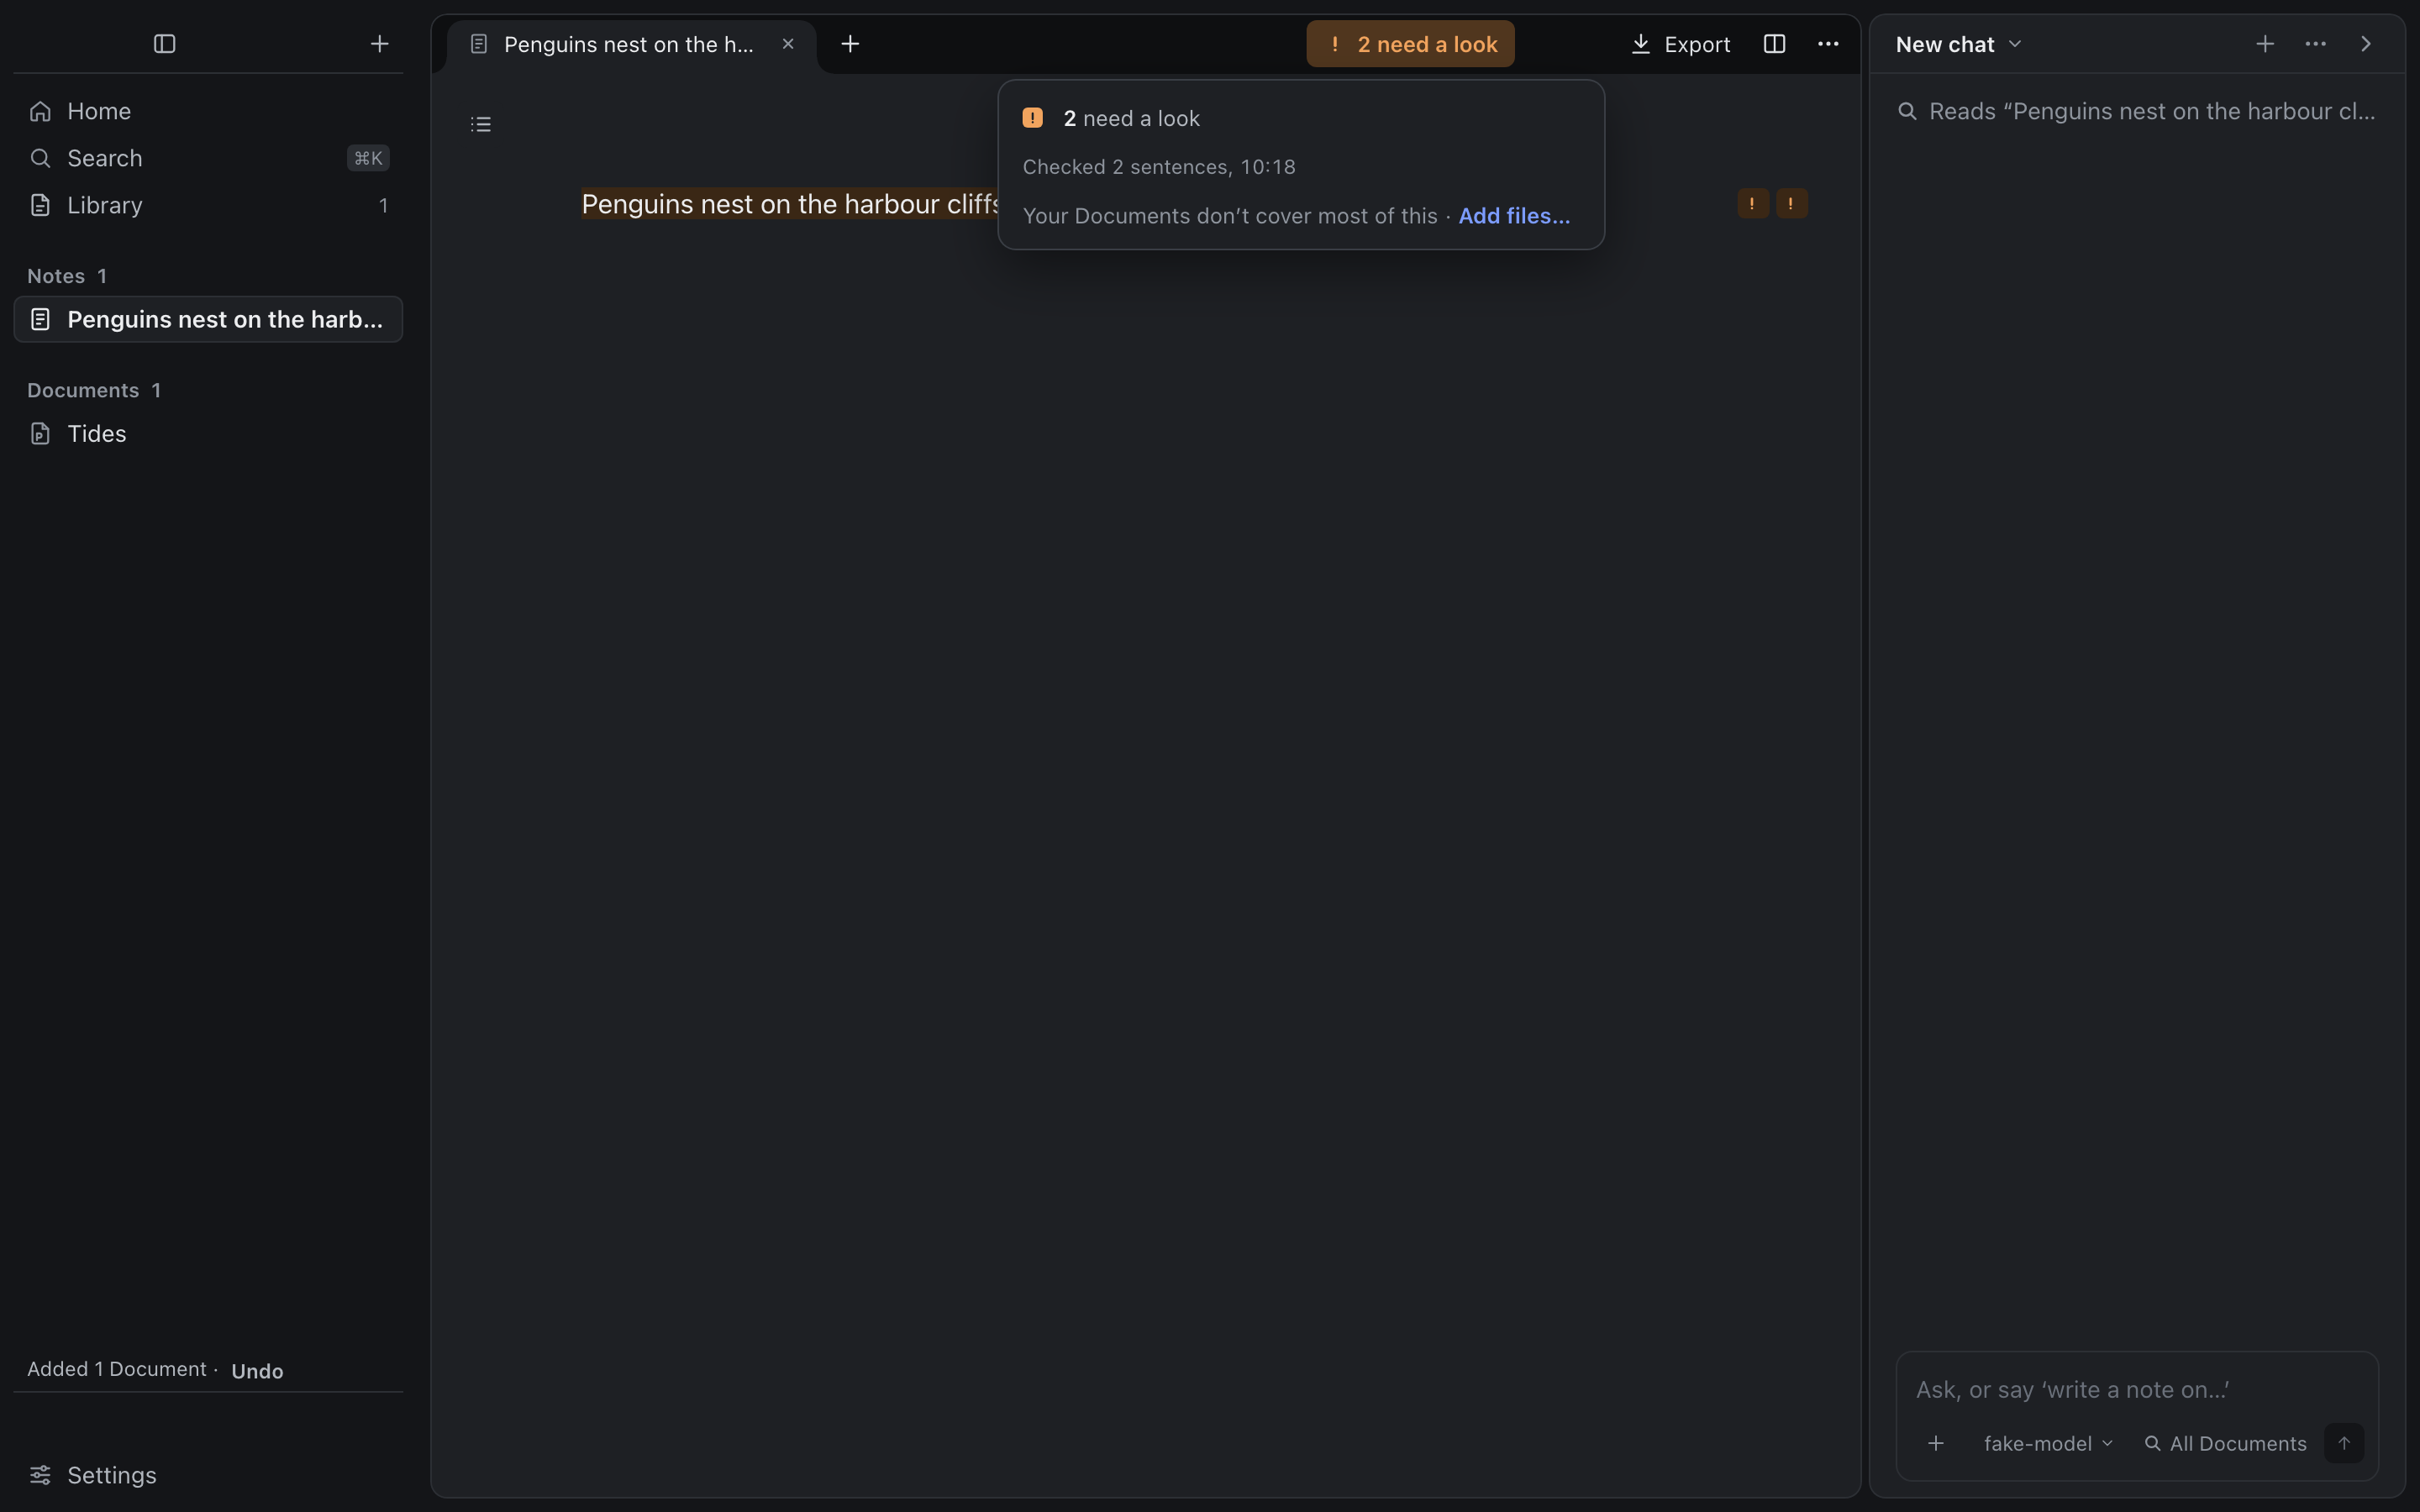 Home
Search ⌘K
Library 1
Notes 1
Penguins nest on the harb...
Documents 1
Tides
Added 1 Document · Undo
Settings
Penguins nest on the h...
! 2 need a look
Export
! 2 need a look
Checked 2 sentences, 10:18
Your Documents don’t cover most of this · Add files...
Penguins nest on the harbour cliffs
! !
New chat
Reads “Penguins nest on the harbour cl...
Ask, or say ‘write a note on...’
fake-model
All Documents